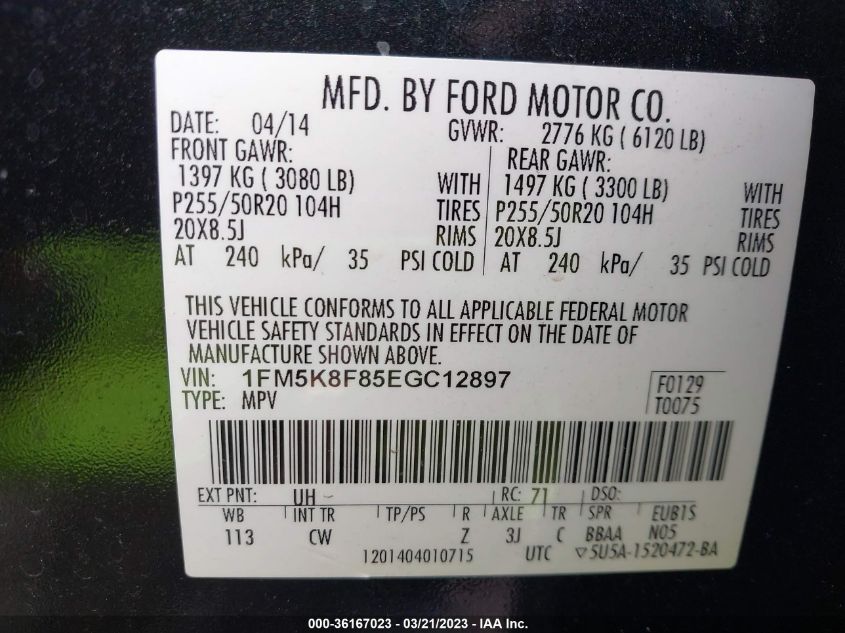 MFD. BY FORD MOTOR CO.
DATE: 04/14 GVWR: 2776 KG ( 6120 LB)
FRONT GAWR: REAR GAWR:
1397 KG ( 3080 LB) WITH 1497 KG ( 3300 LB) WITH
P255/50R20 104H TIRES P255/50R20 104H TIRES
20X8.5J RIMS 20X8.5J RIMS
AT 240 kPa/ 35 PSI COLD AT 240 kPa/ 35 PSI COLD
THIS VEHICLE CONFORMS TO ALL APPLICABLE FEDERAL MOTOR
VEHICLE SAFETY STANDARDS IN EFFECT ON THE DATE OF
MANUFACTURE SHOWN ABOVE.
VIN: 1FM5K8F85EGC12897 F0129
TYPE: MPV T0075
EXT PNT: UH RC: 71 DSO:
WB INT TR TP/PS R AXLE TR SPR EUB1S
113 CW Z 3J C BBAA N05
1201404010715 UTC ▽5U5A-1520472-BA
000-36167023 - 03/21/2023 - IAA Inc.